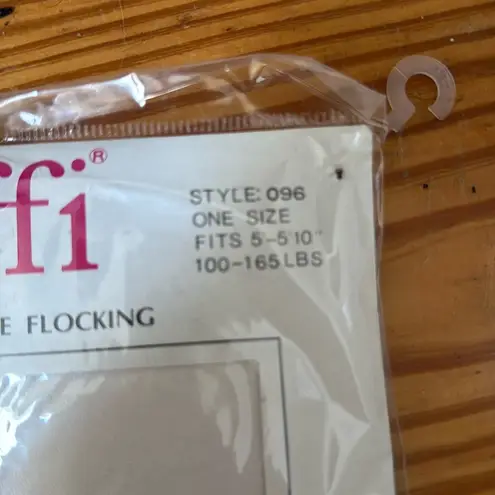 ffi®
STYLE: 096
ONE SIZE
FITS 5'-5'10"
100-165 LBS
E FLOCKING